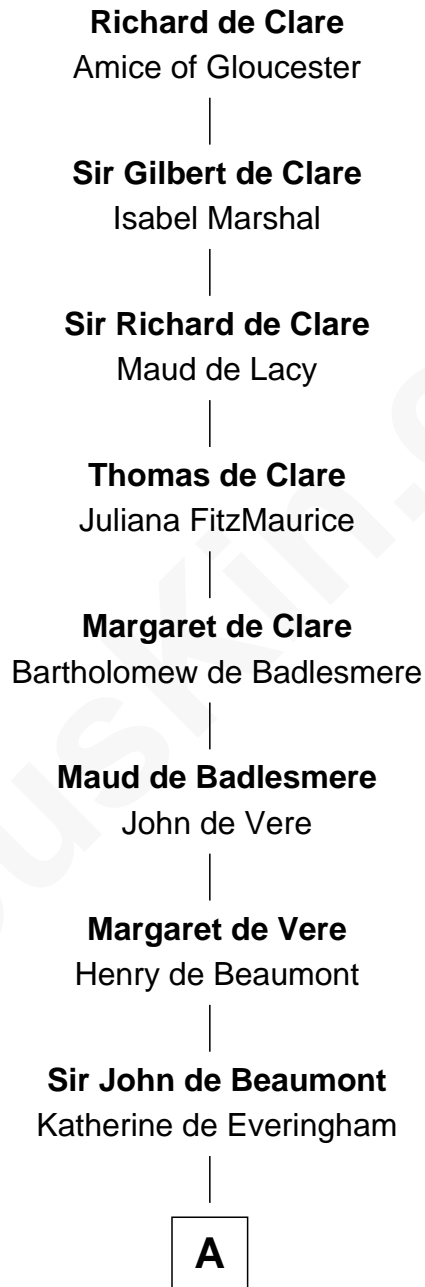 Richard de Clare
Amice of Gloucester
Sir Gilbert de Clare
Isabel Marshal
Sir Richard de Clare
Maud de Lacy
Thomas de Clare
Juliana FitzMaurice
Margaret de Clare
Bartholomew de Badlesmere
Maud de Badlesmere
John de Vere
Margaret de Vere
Henry de Beaumont
Sir John de Beaumont
Katherine de Everingham
A